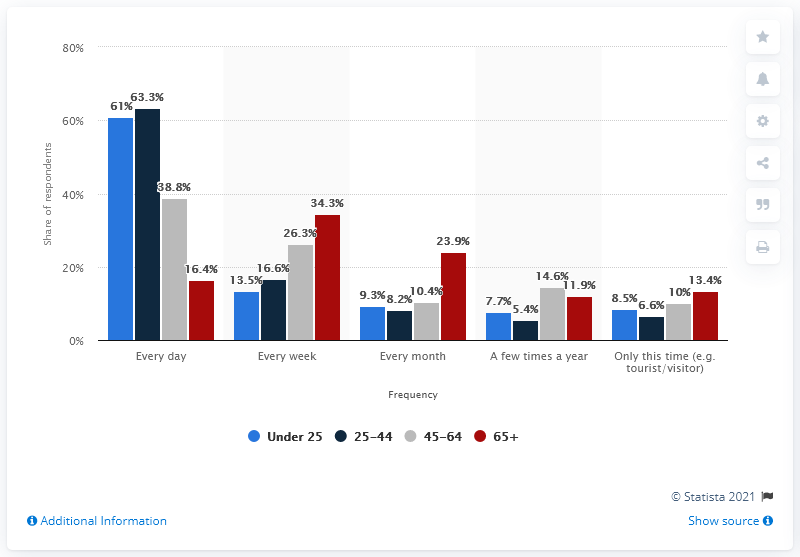 80%
60%
40%
20%
0%
Share of respondents
61%
63.3%
38.8%
16.4%
13.5%
16.6%
26.3%
34.3%
9.3%
8.2%
10.4%
23.9%
7.7%
5.4%
14.6%
11.9%
8.5%
6.6%
10%
13.4%
Every day
Every week
Every month
A few times a year
Only this time (e.g.
tourist/visitor)
Frequency
Under 25 25–44 45–64 65+
© Statista 2021
Additional Information Show source